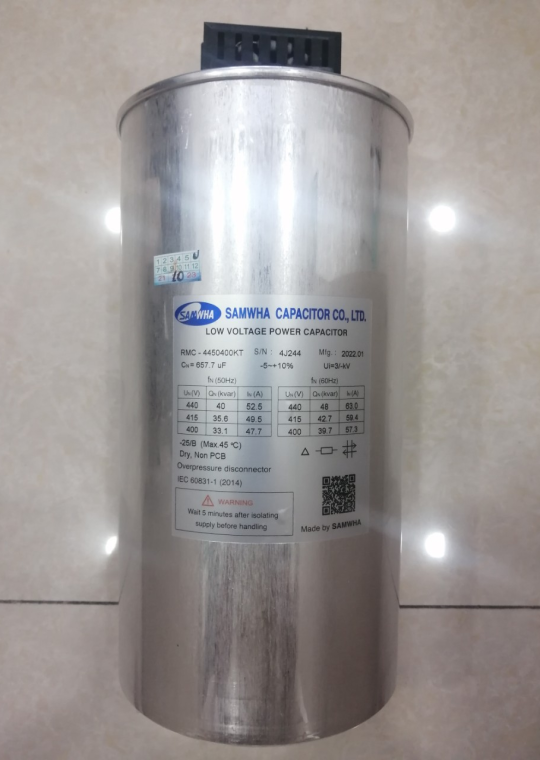 SAMWHA
SAMWHA CAPACITOR CO., LTD.
LOW VOLTAGE POWER CAPACITOR
RMC - 4450400KT S/N : 4J244 Mfg. : 2022.01
CN = 657.7 uF -5~+10% Ui=3/-kV
fN (50Hz) fN (60Hz)
UN (V) QN (kvar) IN (A) UN (V) QN (kvar) IN (A)
440 40 52.5 440 48 63.0
415 35.6 49.5 415 42.7 59.4
400 33.1 47.7 400 39.7 57.3
-25/B (Max.45 ℃)
Dry, Non PCB
Overpressure disconnector
IEC 60831-1 (2014)
WARNING
Wait 5 minutes after isolating
supply before handling
Made by SAMWHA